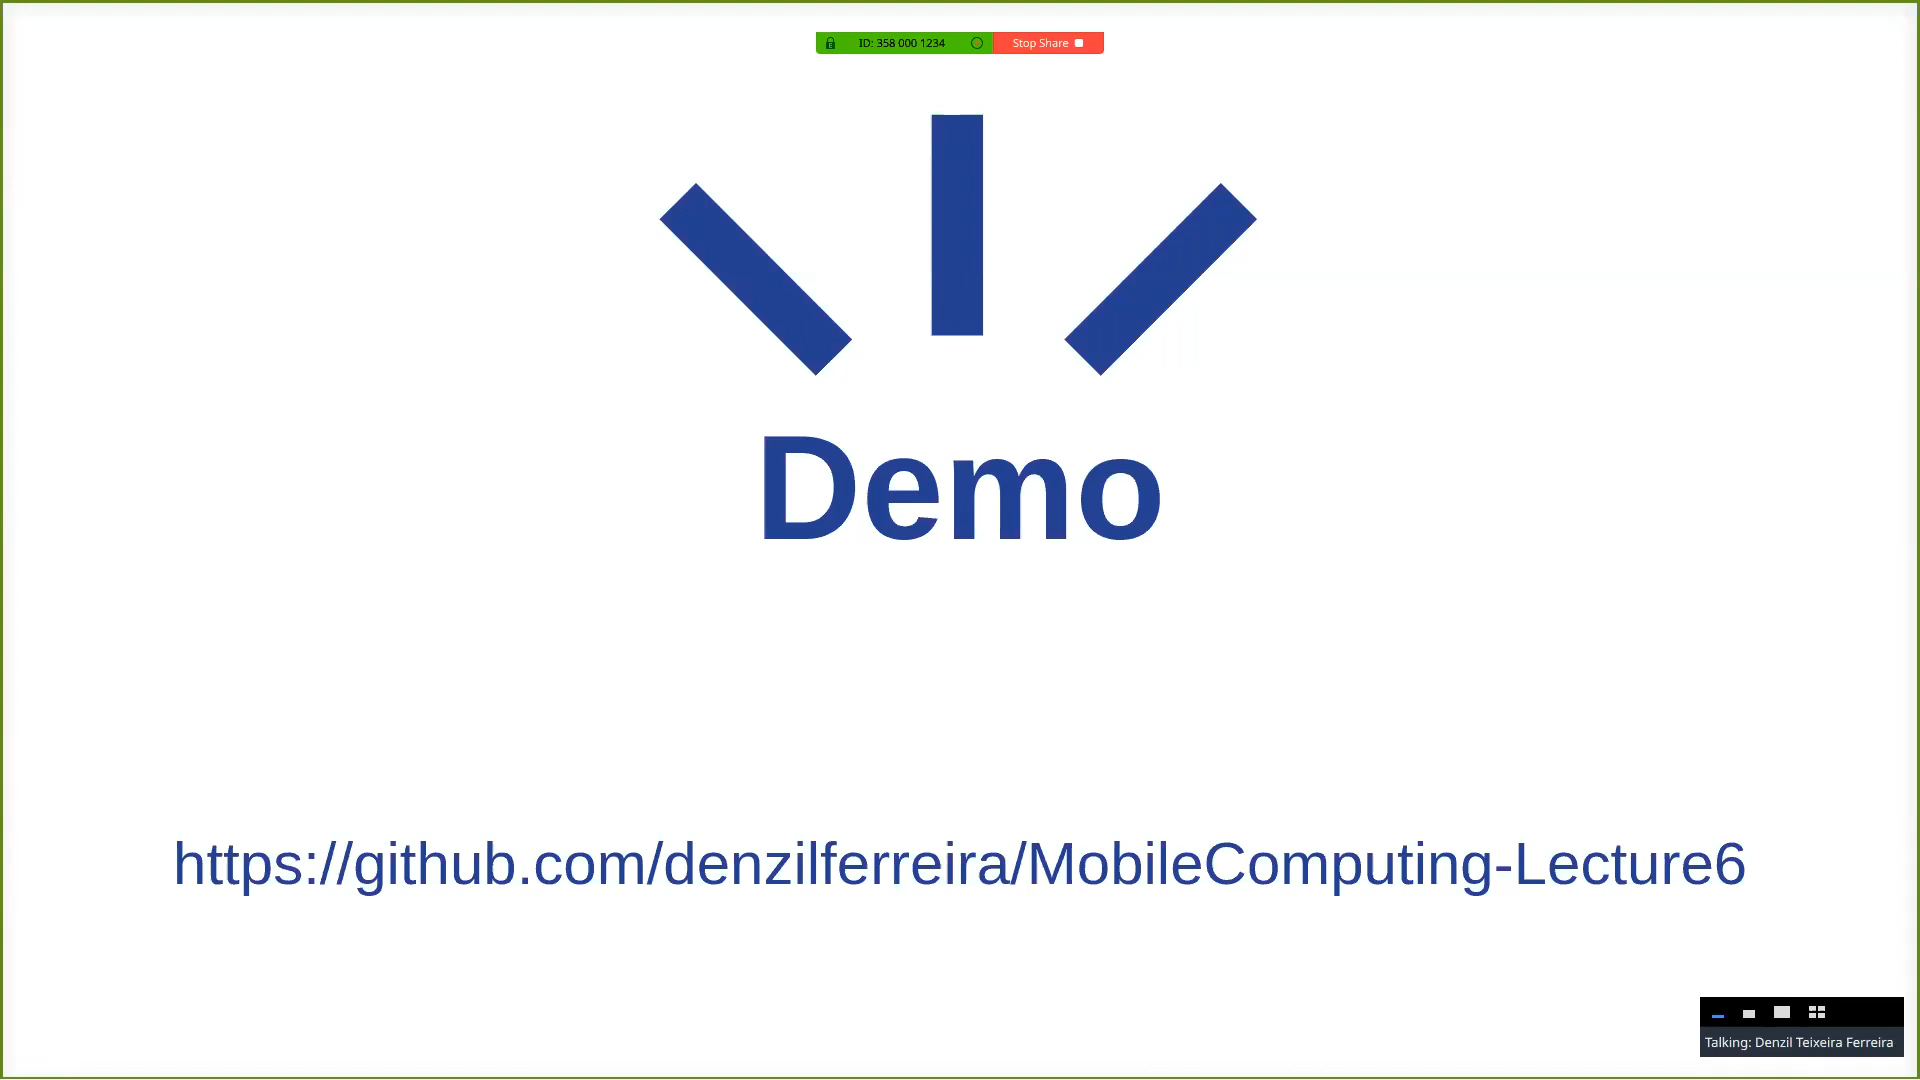 ID: 358 000 1234 Stop Share
Demo
https://github.com/denzilferreira/MobileComputing-Lecture6
Talking: Denzil Teixeira Ferreira